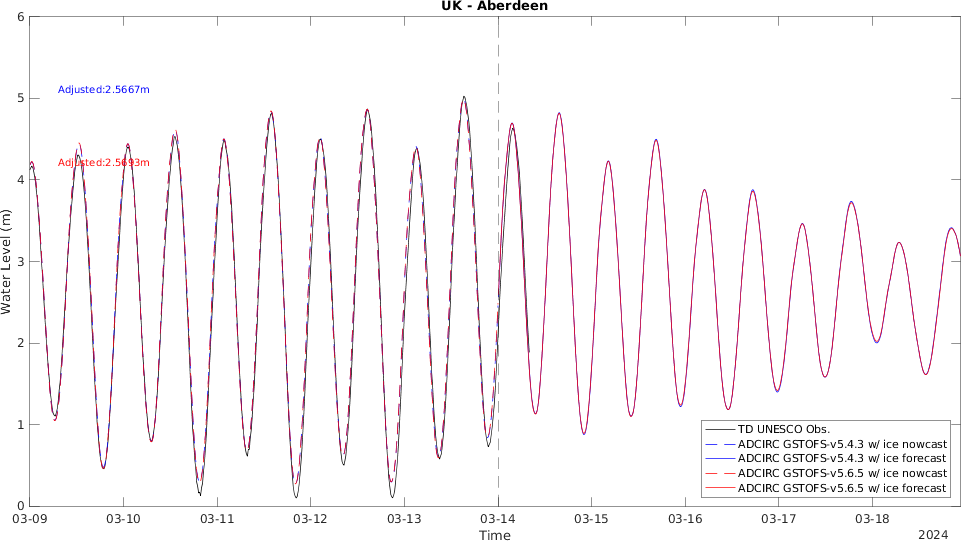 UK - Aberdeen
Adjusted:2.5667m
Adjusted:2.5693m
Water Level (m)
6
5
4
3
2
1
0
03-09 03-10 03-11 03-12 03-13 03-14 03-15 03-16 03-17 03-18
Time
2024
TD UNESCO Obs.
ADCIRC GSTOFS-v5.4.3 w/ ice nowcast
ADCIRC GSTOFS-v5.4.3 w/ ice forecast
ADCIRC GSTOFS-v5.6.5 w/ ice nowcast
ADCIRC GSTOFS-v5.6.5 w/ ice forecast